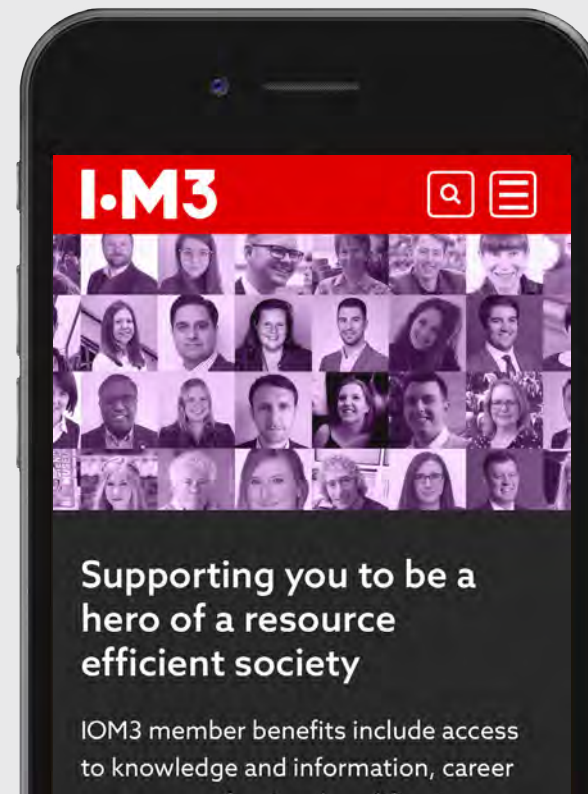 I•M3
Supporting you to be a
hero of a resource
efficient society
IOM3 member benefits include access
to knowledge and information, career